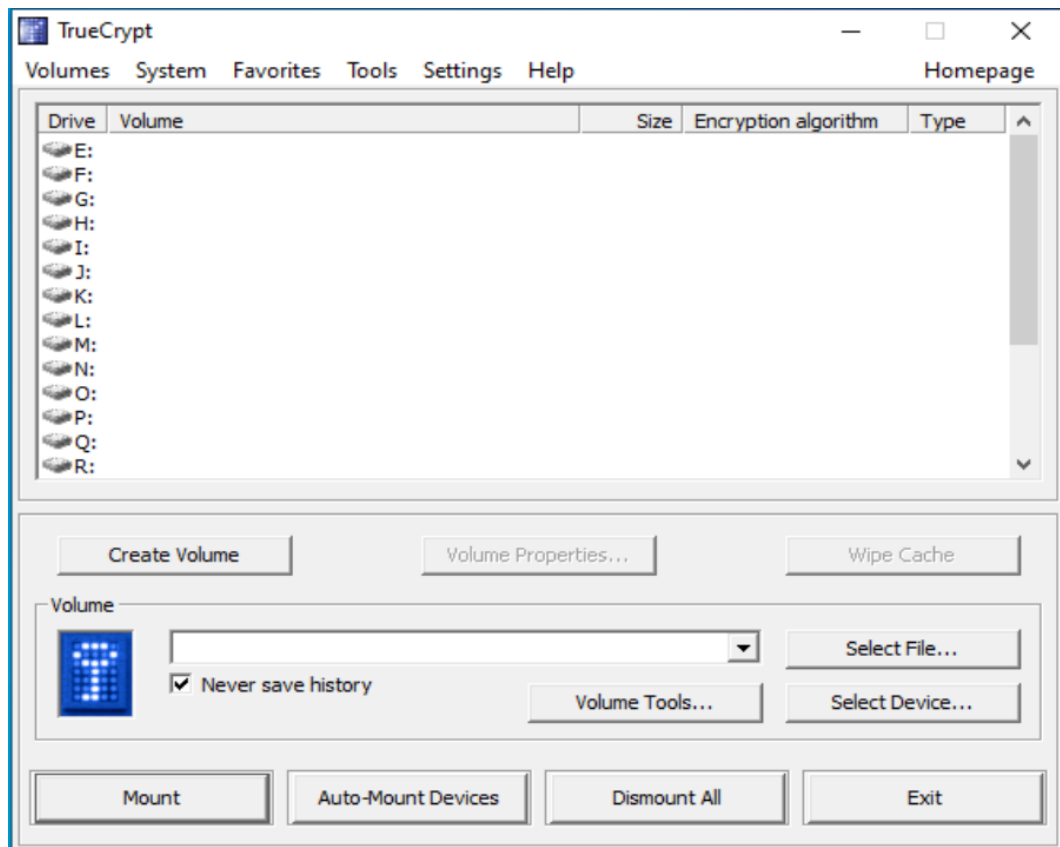 TrueCrypt
Volumes System Favorites Tools Settings Help Homepage
Drive Volume Size Encryption algorithm Type
E:
F:
G:
H:
I:
J:
K:
L:
M:
N:
O:
P:
Q:
R:
Create Volume Volume Properties... Wipe Cache
Volume
Select File...
Never save history
Volume Tools... Select Device...
Mount Auto-Mount Devices Dismount All Exit